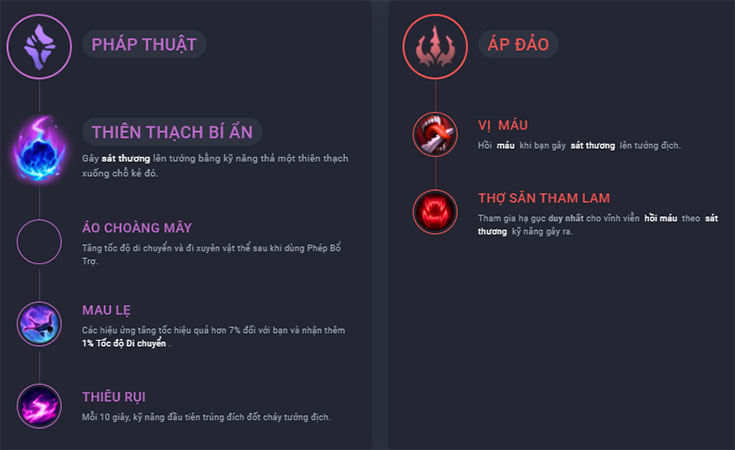 PHÁP THUẬT
THIÊN THẠCH BÍ ẨN
Gây sát thương lên tướng bằng kỹ năng thả một thiên thạch
xuống chỗ kẻ đó.
ÁO CHOÀNG MÂY
Tăng tốc độ di chuyển và đi xuyên vật thể sau khi dùng Phép Bổ
Trợ.
MAU LẸ
Các hiệu ứng tăng tốc hiệu quả hơn 7% đối với bạn và nhận thêm
1% Tốc độ Di chuyển .
THIÊU RỤI
Mỗi 10 giây, kỹ năng đầu tiên trúng đích đốt cháy tướng địch.
ÁP ĐẢO
VỊ MÁU
Hồi máu khi bạn gây sát thương lên tướng địch.
THỢ SĂN THAM LAM
Tham gia hạ gục duy nhất cho vĩnh viễn hồi máu theo sát
thương kỹ năng gây ra.